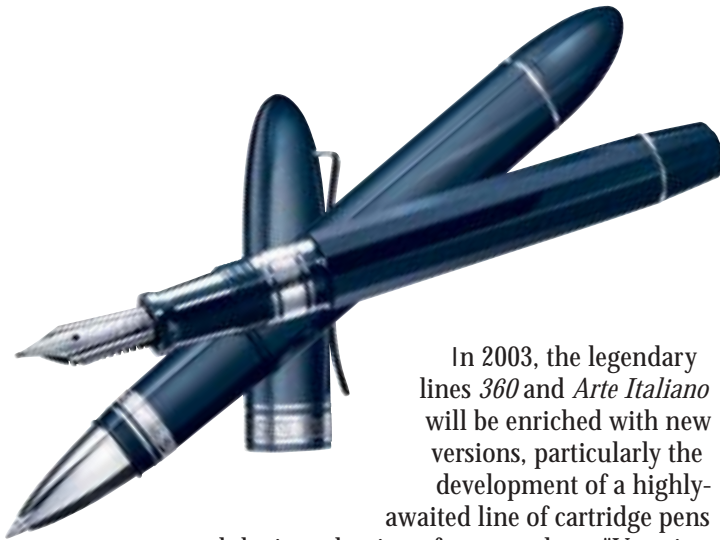 In 2003, the legendary
lines 360 and Arte Italiano
will be enriched with new
versions, particularly the
development of a highly-
awaited line of cartridge pens